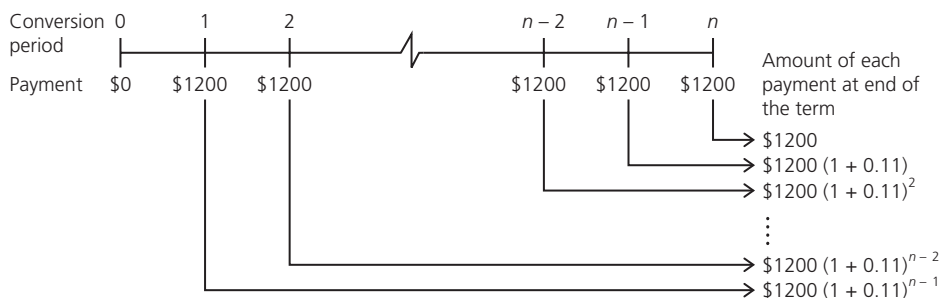 Conversion 0 1 2 n – 2 n – 1 n
period
Payment $0 $1200 $1200 $1200 $1200 $1200
Amount of each
payment at end of
the term
$1200
$1200 (1 + 0.11)
$1200 (1 + 0.11)²
$1200 (1 + 0.11)ⁿ ⁻ ²
$1200 (1 + 0.11)ⁿ ⁻ ¹